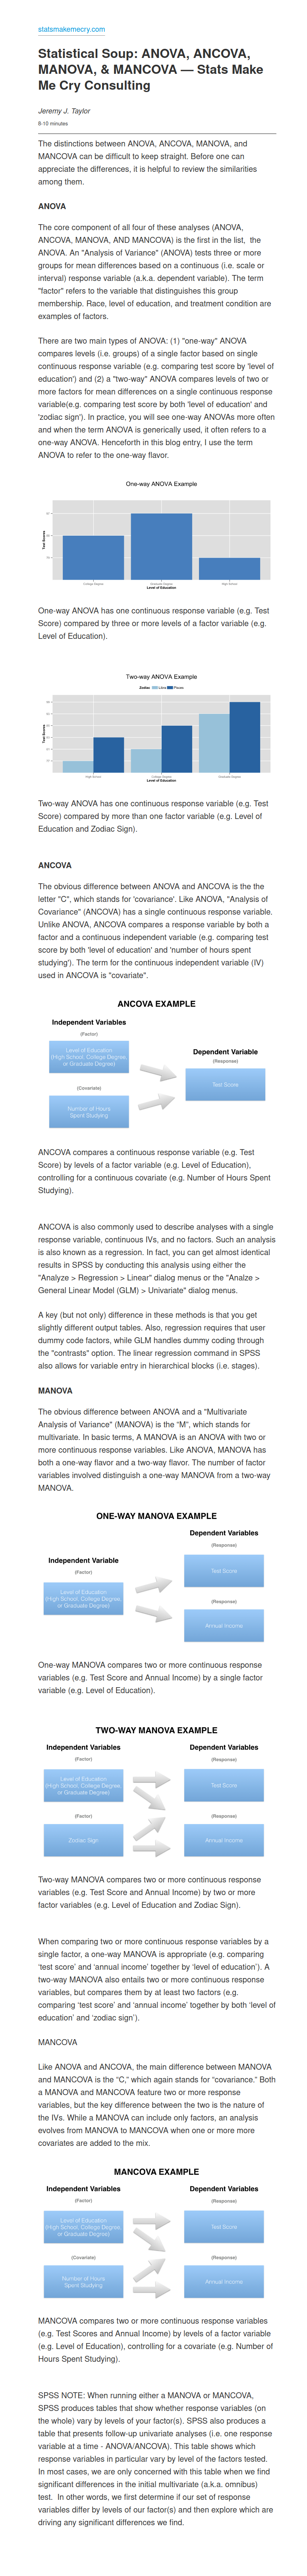 statsmakemecry.com
Statistical Soup: ANOVA, ANCOVA,
MANOVA, & MANCOVA — Stats Make
Me Cry Consulting
Jeremy J. Taylor
8-10 minutes
The distinctions between ANOVA, ANCOVA, MANOVA, and
MANCOVA can be difficult to keep straight. Before one can
appreciate the differences, it is helpful to review the similarities
among them.
ANOVA
The core component of all four of these analyses (ANOVA,
ANCOVA, MANOVA, AND MANCOVA) is the first in the list, the
ANOVA. An "Analysis of Variance" (ANOVA) tests three or more
groups for mean differences based on a continuous (i.e. scale or
interval) response variable (a.k.a. dependent variable). The term
"factor" refers to the variable that distinguishes this group
membership. Race, level of education, and treatment condition are
examples of factors.
There are two main types of ANOVA: (1) "one-way" ANOVA
compares levels (i.e. groups) of a single factor based on single
continuous response variable (e.g. comparing test score by 'level of
education') and (2) a "two-way" ANOVA compares levels of two or
more factors for mean differences on a single continuous response
variable(e.g. comparing test score by both 'level of education' and
'zodiac sign'). In practice, you will see one-way ANOVAs more often
and when the term ANOVA is generically used, it often refers to a
one-way ANOVA. Henceforth in this blog entry, I use the term
ANOVA to refer to the one-way flavor.
One-way ANOVA Example
Test Scores
College Degree Graduate Degree High School
Level of Education
One-way ANOVA has one continuous response variable (e.g. Test
Score) compared by three or more levels of a factor variable (e.g.
Level of Education).
Two-way ANOVA Example
Zodiac Libra Pisces
Test Scores
High School College Degree Graduate Degree
Level of Education
Two-way ANOVA has one continuous response variable (e.g. Test
Score) compared by more than one factor variable (e.g. Level of
Education and Zodiac Sign).
ANCOVA
The obvious difference between ANOVA and ANCOVA is the the
letter "C", which stands for 'covariance'. Like ANOVA, "Analysis of
Covariance" (ANCOVA) has a single continuous response variable.
Unlike ANOVA, ANCOVA compares a response variable by both a
factor and a continuous independent variable (e.g. comparing test
score by both 'level of education' and 'number of hours spent
studying'). The term for the continuous independent variable (IV)
used in ANCOVA is "covariate".
ANCOVA EXAMPLE
Independent Variables
(Factor)
Level of Education
(High School, College Degree,
or Graduate Degree)
Dependent Variable
(Response)
Test Score
(Covariate)
Number of Hours
Spent Studying
ANCOVA compares a continuous response variable (e.g. Test
Score) by levels of a factor variable (e.g. Level of Education),
controlling for a continuous covariate (e.g. Number of Hours Spent
Studying).
ANCOVA is also commonly used to describe analyses with a single
response variable, continuous IVs, and no factors. Such an analysis
is also known as a regression. In fact, you can get almost identical
results in SPSS by conducting this analysis using either the
"Analyze > Regression > Linear" dialog menus or the "Analze >
General Linear Model (GLM) > Univariate" dialog menus.
A key (but not only) difference in these methods is that you get
slightly different output tables. Also, regression requires that user
dummy code factors, while GLM handles dummy coding through
the "contrasts" option. The linear regression command in SPSS
also allows for variable entry in hierarchical blocks (i.e. stages).
MANOVA
The obvious difference between ANOVA and a "Multivariate
Analysis of Variance" (MANOVA) is the “M”, which stands for
multivariate. In basic terms, A MANOVA is an ANOVA with two or
more continuous response variables. Like ANOVA, MANOVA has
both a one-way flavor and a two-way flavor. The number of factor
variables involved distinguish a one-way MANOVA from a two-way
MANOVA.
ONE-WAY MANOVA EXAMPLE
Dependent Variables
(Response)
Independent Variable
(Factor)
Test Score
Level of Education
(High School, College Degree,
or Graduate Degree)
(Response)
Annual Income
One-way MANOVA compares two or more continuous response
variables (e.g. Test Score and Annual Income) by a single factor
variable (e.g. Level of Education).
TWO-WAY MANOVA EXAMPLE
Independent Variables Dependent Variables
(Factor) (Response)
Level of Education
(High School, College Degree,
or Graduate Degree)
Test Score
(Factor) (Response)
Zodiac Sign Annual Income
Two-way MANOVA compares two or more continuous response
variables (e.g. Test Score and Annual Income) by two or more
factor variables (e.g. Level of Education and Zodiac Sign).
When comparing two or more continuous response variables by a
single factor, a one-way MANOVA is appropriate (e.g. comparing
‘test score’ and ‘annual income’ together by ‘level of education’). A
two-way MANOVA also entails two or more continuous response
variables, but compares them by at least two factors (e.g.
comparing ‘test score’ and ‘annual income’ together by both ‘level of
education’ and ‘zodiac sign’).
MANCOVA
Like ANOVA and ANCOVA, the main difference between MANOVA
and MANCOVA is the “C,” which again stands for “covariance.” Both
a MANOVA and MANCOVA feature two or more response
variables, but the key difference between the two is the nature of
the IVs. While a MANOVA can include only factors, an analysis
evolves from MANOVA to MANCOVA when one or more more
covariates are added to the mix.
MANCOVA EXAMPLE
Independent Variables Dependent Variables
(Factor) (Response)
Level of Education
(High School, College Degree,
or Graduate Degree)
Test Score
(Covariate) (Response)
Number of Hours
Spent Studying
Annual Income
MANCOVA compares two or more continuous response variables
(e.g. Test Scores and Annual Income) by levels of a factor variable
(e.g. Level of Education), controlling for a covariate (e.g. Number of
Hours Spent Studying).
SPSS NOTE: When running either a MANOVA or MANCOVA,
SPSS produces tables that show whether response variables (on
the whole) vary by levels of your factor(s). SPSS also produces a
table that presents follow-up univariate analyses (i.e. one response
variable at a time - ANOVA/ANCOVA). This table shows which
response variables in particular vary by level of the factors tested.
In most cases, we are only concerned with this table when we find
significant differences in the initial multivariate (a.k.a. omnibus)
test. In other words, we first determine if our set of response
variables differ by levels of our factor(s) and then explore which are
driving any significant differences we find.